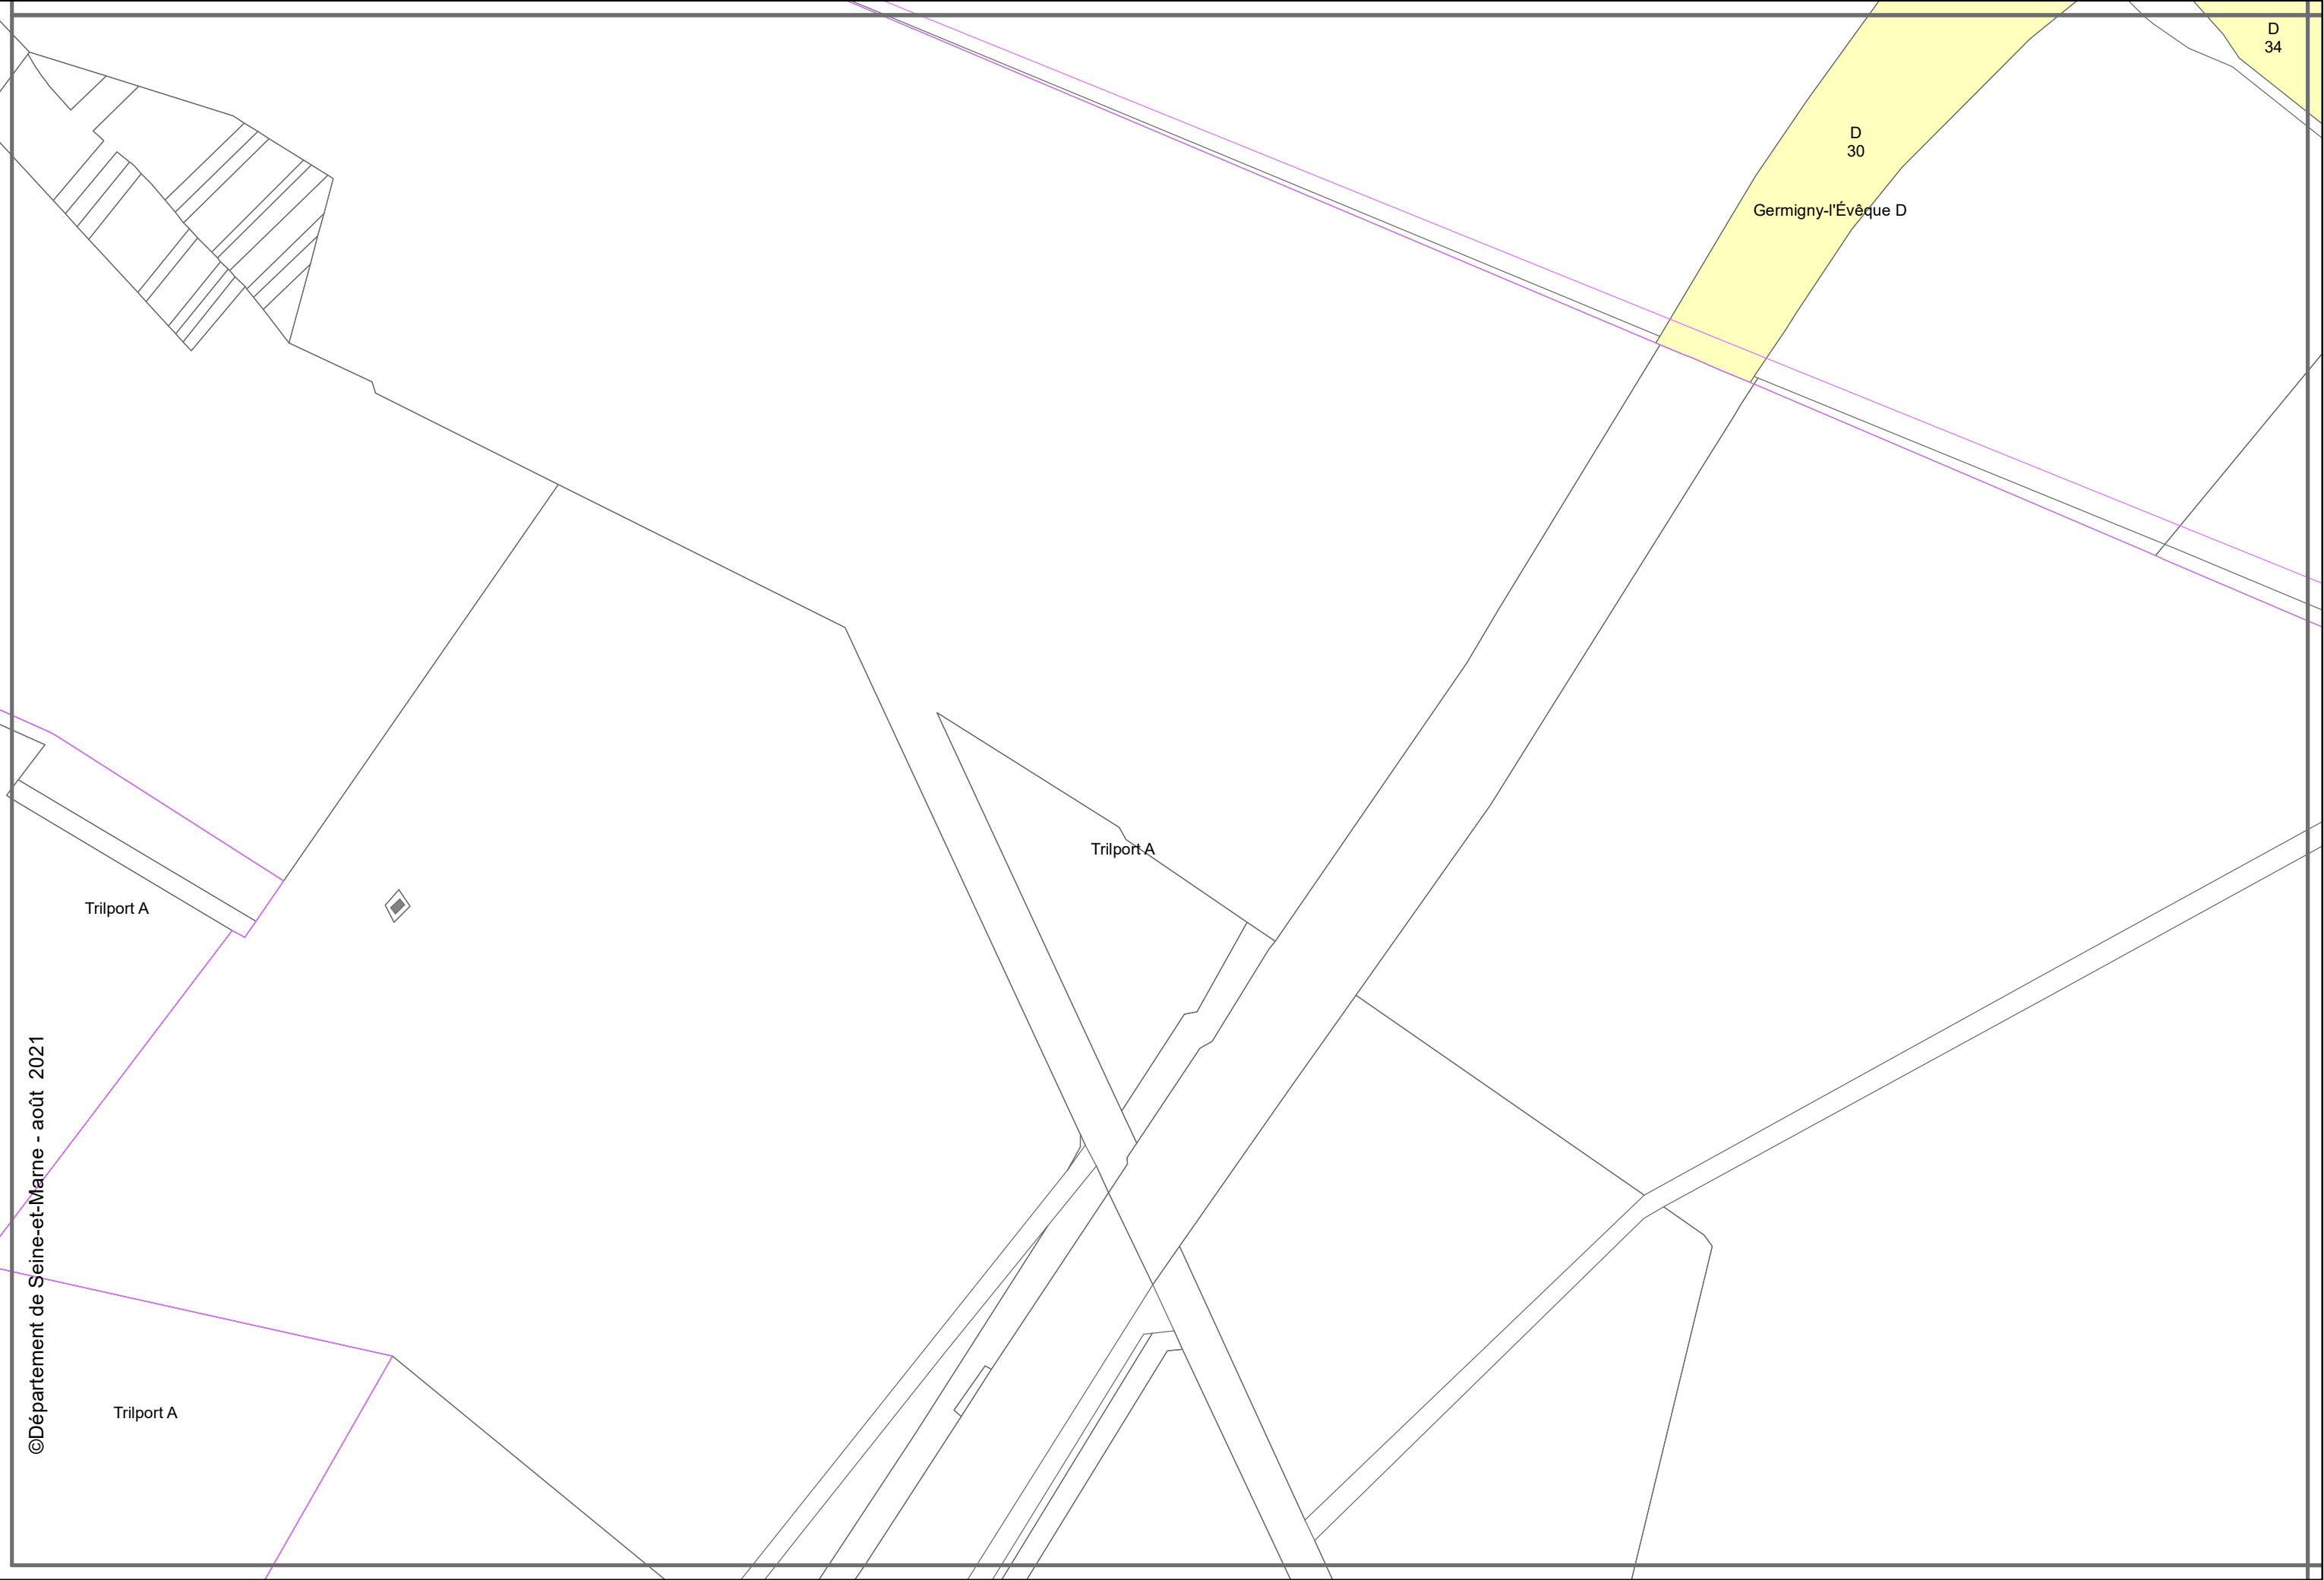 D
34
D
30
Germigny-l'Évêque D
Trilport A
Trilport A
©Département de Seine-et-Marne - août 2021
Trilport A